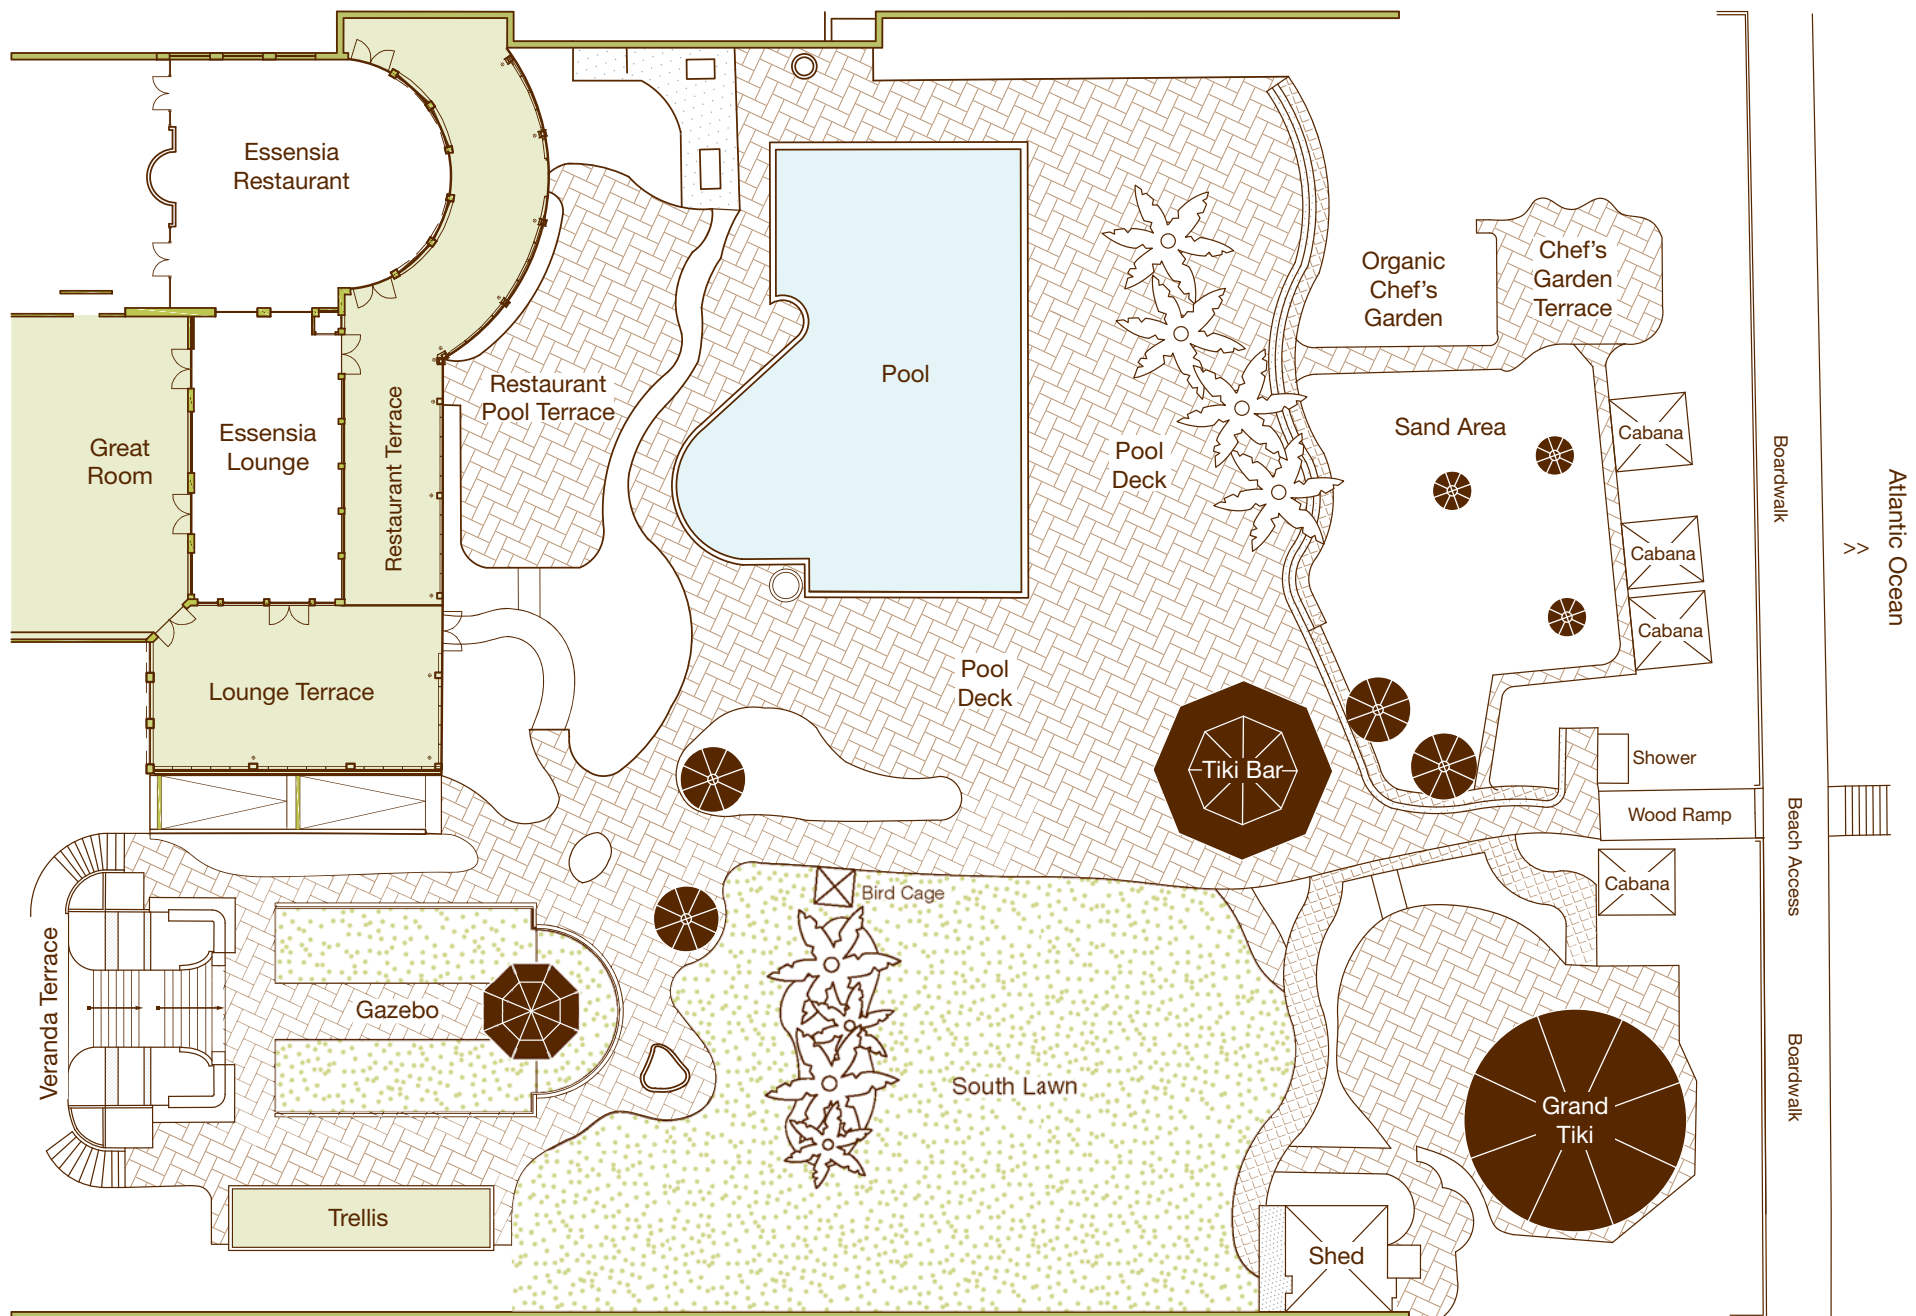 Essensia
Restaurant
Great
Room
Essensia
Lounge
Restaurant Terrace
Restaurant
Pool Terrace
Lounge Terrace
Pool
Pool
Deck
Pool
Deck
Organic
Chef's
Garden
Chef's
Garden
Terrace
Sand Area
Cabana
Cabana
Cabana
Boardwalk
>>
Atlantic Ocean
Tiki Bar
Shower
Wood Ramp
Beach Access
Cabana
Bird Cage
Veranda Terrace
Gazebo
South Lawn
Grand
Tiki
Boardwalk
Trellis
Shed